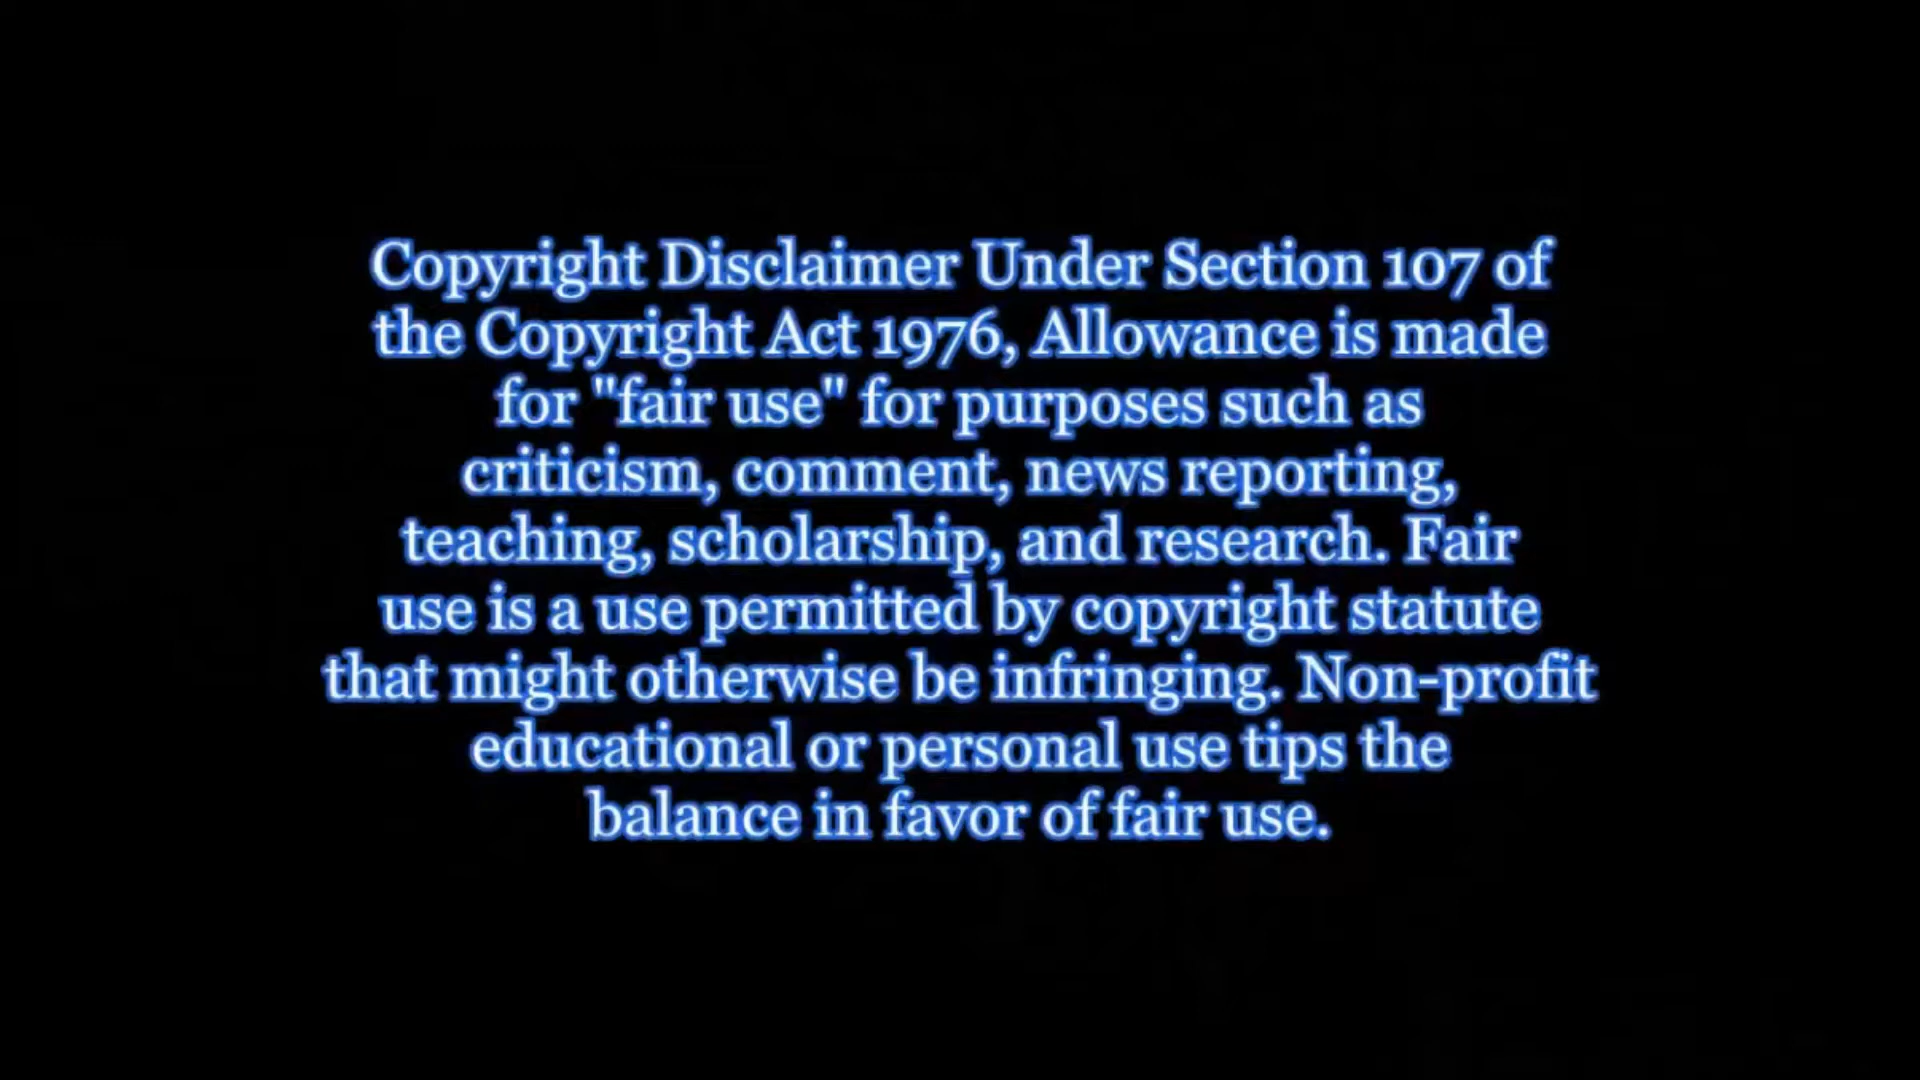 Copyright Disclaimer Under Section 107 of
the Copyright Act 1976, Allowance is made
for "fair use" for purposes such as
criticism, comment, news reporting,
teaching, scholarship, and research. Fair
use is a use permitted by copyright statute
that might otherwise be infringing. Non-profit
educational or personal use tips the
balance in favor of fair use.